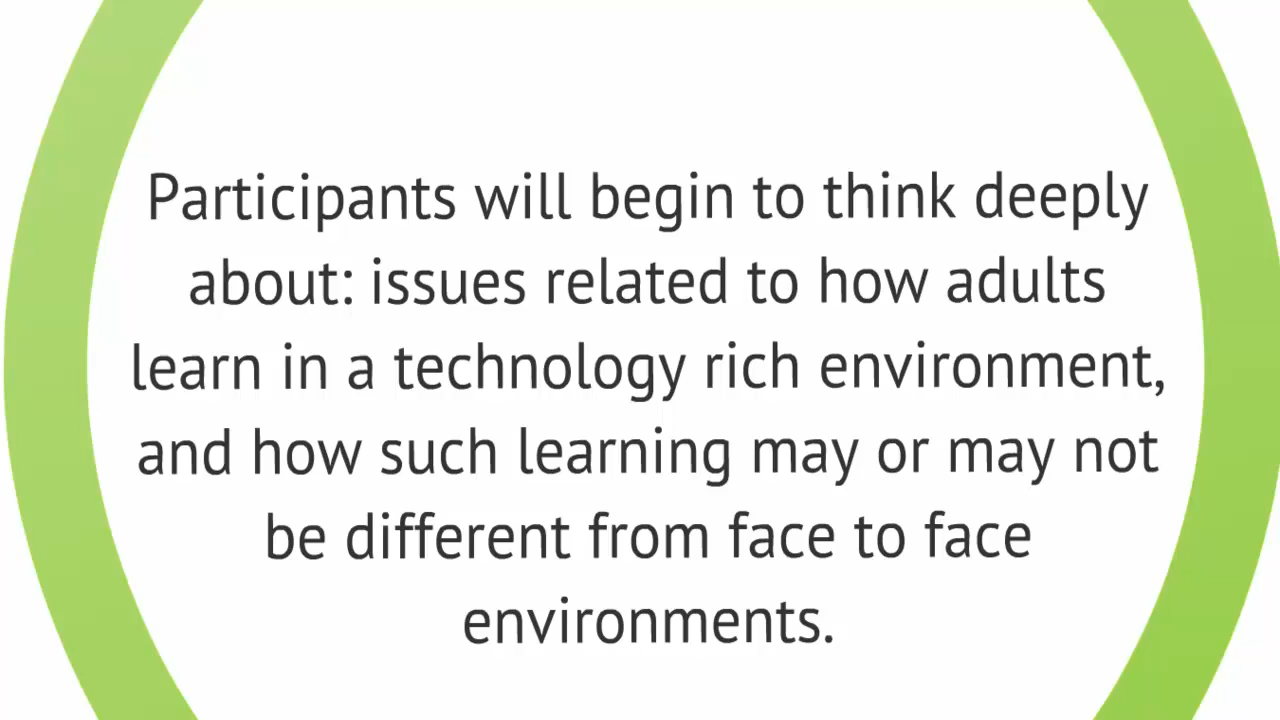 Participants will begin to think deeply
about: issues related to how adults
learn in a technology rich environment,
and how such learning may or may not
be different from face to face
environments.